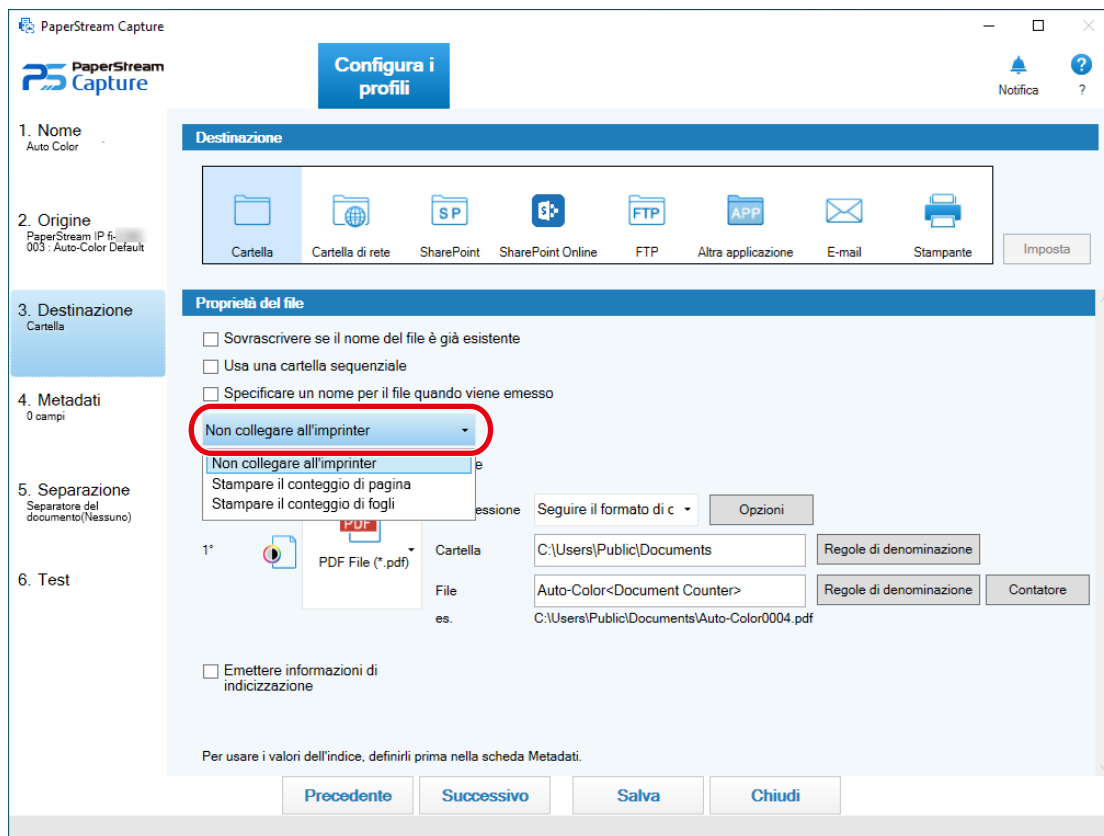 PaperStream Capture
PaperStream
Capture
Configura i
profili
Notifica
?
?
1. Nome
Auto Color
2. Origine
PaperStream IP fi-
003 : Auto-Color Default
3. Destinazione
Cartella
4. Metadati
0 campi
5. Separazione
Separatore del
documento(Nessuno)
6. Test
Destinazione
SP
FTP
APP
Cartella
Cartella di rete
SharePoint
SharePoint Online
FTP
Altra applicazione
E-mail
Stampante
Imposta
Proprietà del file
Sovrascrivere se il nome del file è già esistente
Usa una cartella sequenziale
Specificare un nome per il file quando viene emesso
Non collegare all'imprinter
Non collegare all'imprinter
Stampare il conteggio di pagina
Stampare il conteggio di fogli
e
essione
Seguire il formato di c
Opzioni
1°
PDF
PDF File (*.pdf)
Cartella
C:\Users\Public\Documents
Regole di denominazione
File
Auto-Color<Document Counter>
Regole di denominazione
Contatore
es.
C:\Users\Public\Documents\Auto-Color0004.pdf
Emettere informazioni di
indicizzazione
Per usare i valori dell'indice, definirli prima nella scheda Metadati.
Precedente
Successivo
Salva
Chiudi